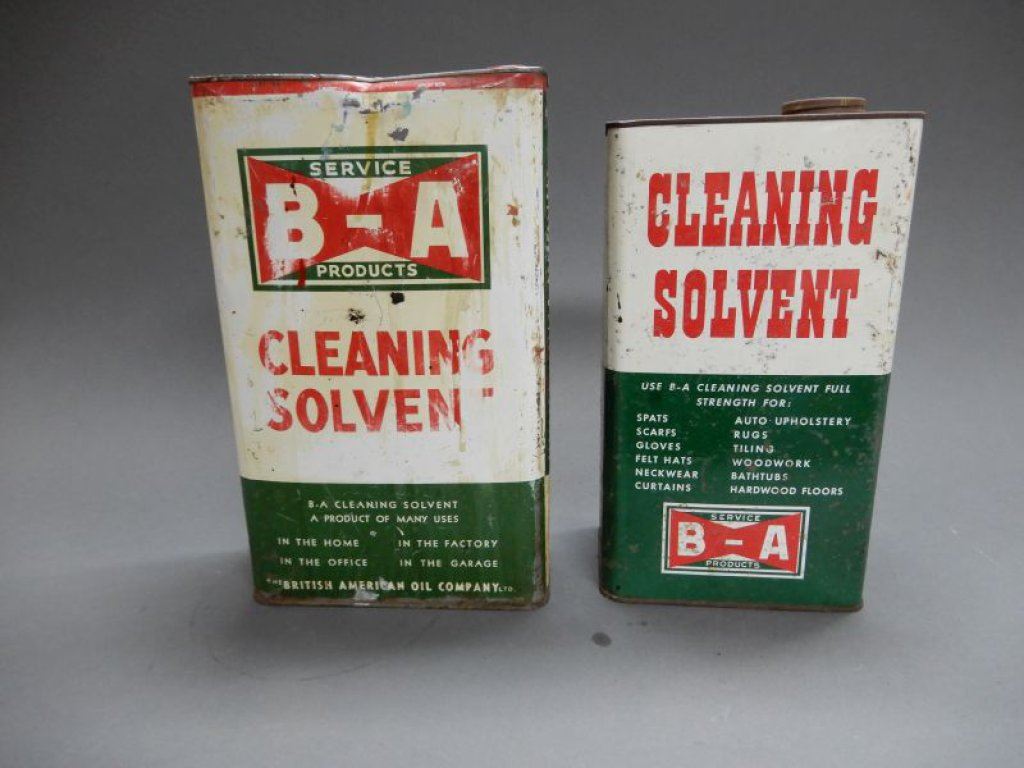 SERVICE
B-A
PRODUCTS
CLEANING
SOLVENT
B-A CLEANING SOLVENT
A PRODUCT OF MANY USES
IN THE HOME IN THE FACTORY
IN THE OFFICE IN THE GARAGE
THE BRITISH AMERICAN OIL COMPANY LTD.
CLEANING
SOLVENT
USE B-A CLEANING SOLVENT FULL
STRENGTH FOR:
SPATS AUTO UPHOLSTERY
SCARFS RUGS
GLOVES TILING
FELT HATS WOODWORK
NECKWEAR BATHTUBS
CURTAINS HARDWOOD FLOORS
SERVICE
B-A
PRODUCTS